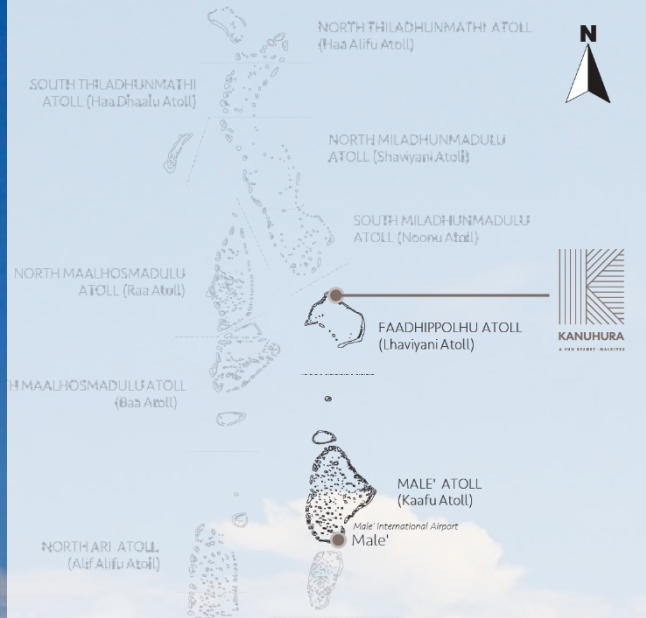 NORTH THILADHUNMATHI ATOLL
(Haa Alifu Atoll)
N
SOUTH THILADHUNMATHI
ATOLL (Haa Dhaalu Atoll)
NORTH MILADHUNMADULU
ATOLL (Shaviyani Atoll)
SOUTH MILADHUNMADULU
ATOLL (Noonu Atoll)
NORTH MAALHOSMADULU
ATOLL (Raa Atoll)
K
KANUHURA
FAADHIPPOLHU ATOLL
(Lhaviyani Atoll)
H MAALHOSMADULU ATOLL
(Baa Atoll)
MALE' ATOLL
(Kaafu Atoll)
Male' International Airport
Male'
NORTH ARI ATOLL
(Alif Alifu Atoll)